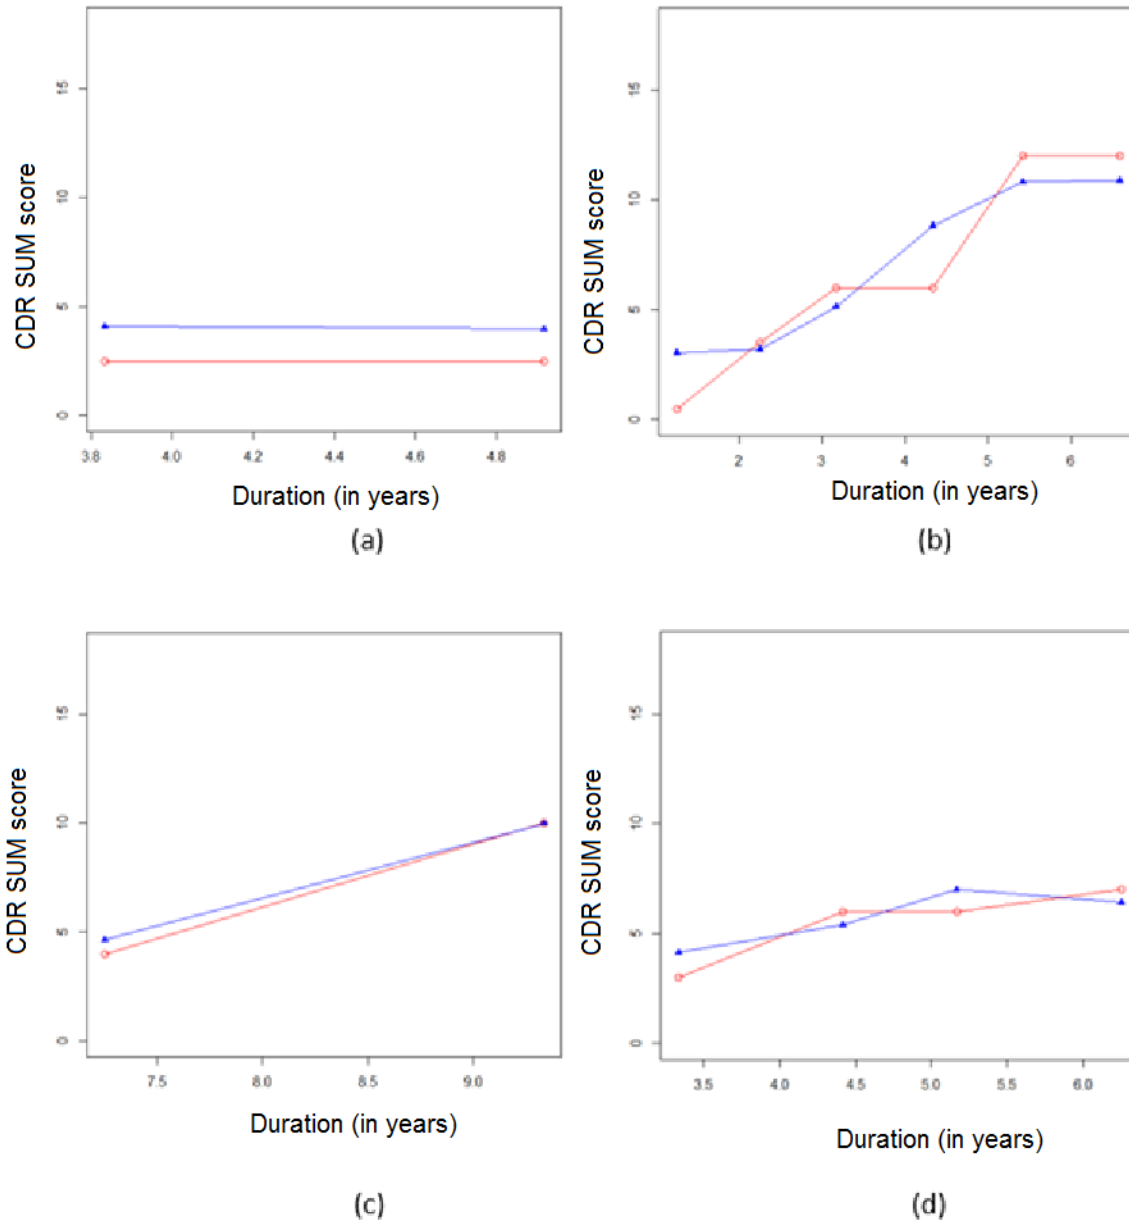 15
10
5
0
CDR SUM score
3.8 4.0 4.2 4.4 4.6 4.8
Duration (in years)
(a)
15
10
5
0
CDR SUM score
2 3 4 5 6
Duration (in years)
(b)
15
10
5
0
CDR SUM score
7.5 8.0 8.5 9.0
Duration (in years)
(c)
15
10
5
0
CDR SUM score
3.5 4.0 4.5 5.0 5.5 6.0
Duration (in years)
(d)